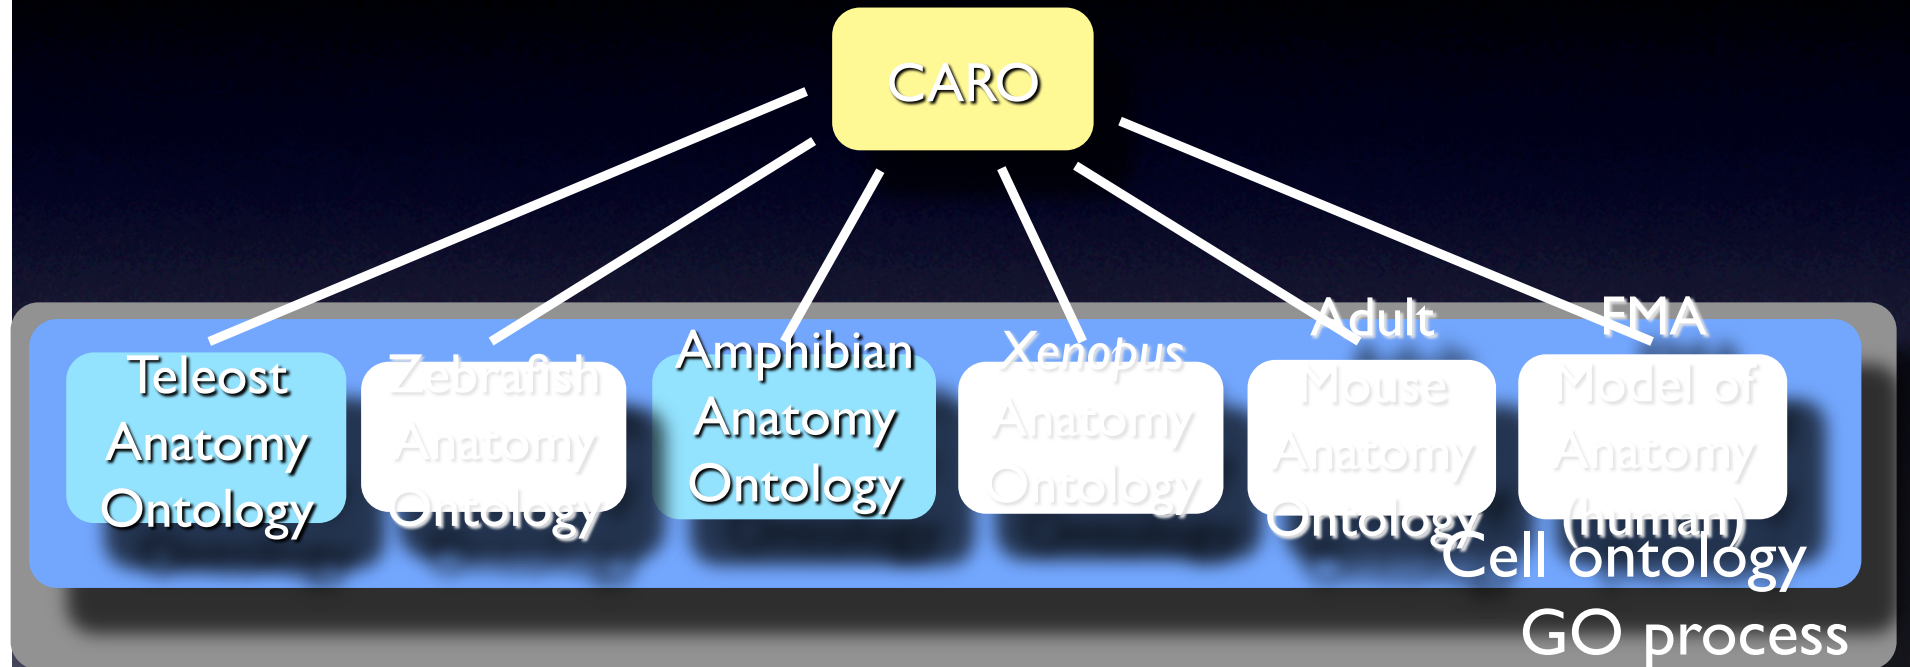 CARO
Teleost
Anatomy
Ontology
Zebrafish
Anatomy
Ontology
Amphibian
Anatomy
Ontology
Xenopus
Anatomy
Ontology
Adult
Mouse
Anatomy
Ontology
FMA
Model of
Anatomy
(human)
Cell ontology
GO process